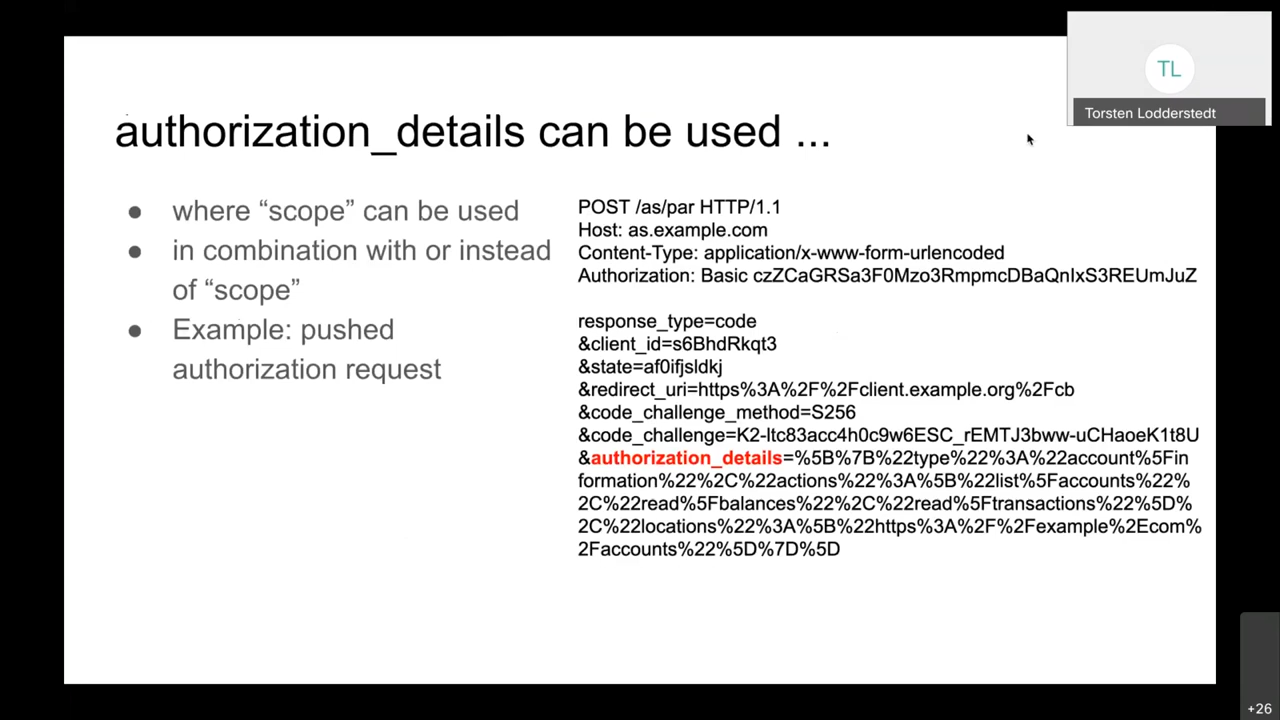 TL
Torsten Lodderstedt
authorization_details can be used ...
● where “scope” can be used
● in combination with or instead
of “scope”
● Example: pushed
authorization request
POST /as/par HTTP/1.1
Host: as.example.com
Content-Type: application/x-www-form-urlencoded
Authorization: Basic czZCaGRSa3F0Mzo3RmpmcDBaQnIxS3REUmJuZ
response_type=code
&client_id=s6BhdRkqt3
&state=af0ifjsldkj
&redirect_uri=https%3A%2F%2Fclient.example.org%2Fcb
&code_challenge_method=S256
&code_challenge=K2-ltc83acc4h0c9w6ESC_rEMTJ3bww-uCHaoeK1t8U
&authorization_details=%5B%7B%22type%22%3A%22account%5Fin
formation%22%2C%22actions%22%3A%5B%22list%5Faccounts%22%
2C%22read%5Fbalances%22%2C%22read%5Ftransactions%22%5D%
2C%22locations%22%3A%5B%22https%3A%2F%2Fexample%2Ecom%
2Faccounts%22%5D%7D%5D
+26